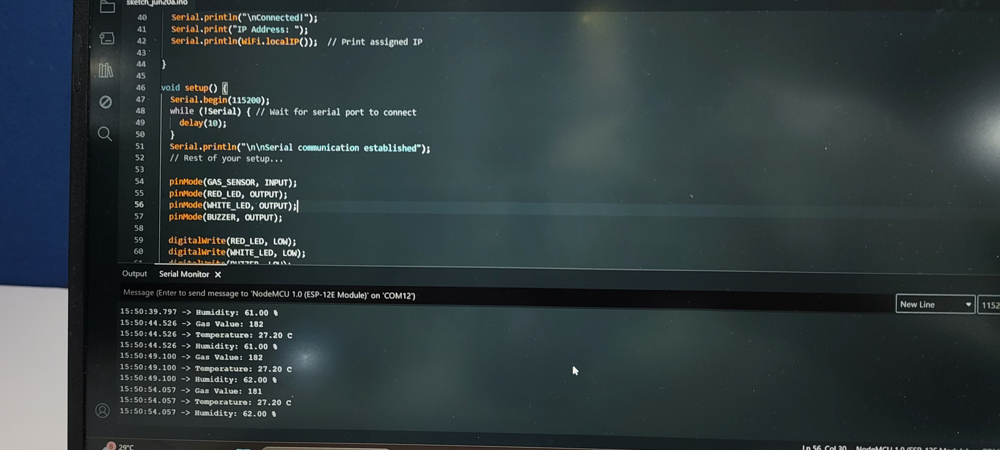 sketch_jun20a.ino
40 Serial.println("\nConnected!");
41 Serial.print("IP Address: ");
42 Serial.println(WiFi.localIP()); // Print assigned IP
43
44 }
45
46 void setup() {
47 Serial.begin(115200);
48 while (!Serial) { // Wait for serial port to connect
49 delay(10);
50 }
51 Serial.println("\n\nSerial communication established");
52 // Rest of your setup...
53
54 pinMode(GAS_SENSOR, INPUT);
55 pinMode(RED_LED, OUTPUT);
56 pinMode(WHITE_LED, OUTPUT);
57 pinMode(BUZZER, OUTPUT);
58
59 digitalWrite(RED_LED, LOW);
60 digitalWrite(WHITE_LED, LOW);
61 digitalWrite(BUZZER, LOW);
Output Serial Monitor
Message (Enter to send message to 'NodeMCU 1.0 (ESP-12E Module)' on 'COM12')
New Line 1152
15:50:39.797 -> Humidity: 61.00 %
15:50:44.526 -> Gas Value: 182
15:50:44.526 -> Temperature: 27.20 C
15:50:44.526 -> Humidity: 61.00 %
15:50:49.100 -> Gas Value: 182
15:50:49.100 -> Temperature: 27.20 C
15:50:49.100 -> Humidity: 62.00 %
15:50:54.057 -> Gas Value: 181
15:50:54.057 -> Temperature: 27.20 C
15:50:54.057 -> Humidity: 62.00 %
8 29°C
Ln 56, Col 30 NodeMCU 1.0 (ESP-12E